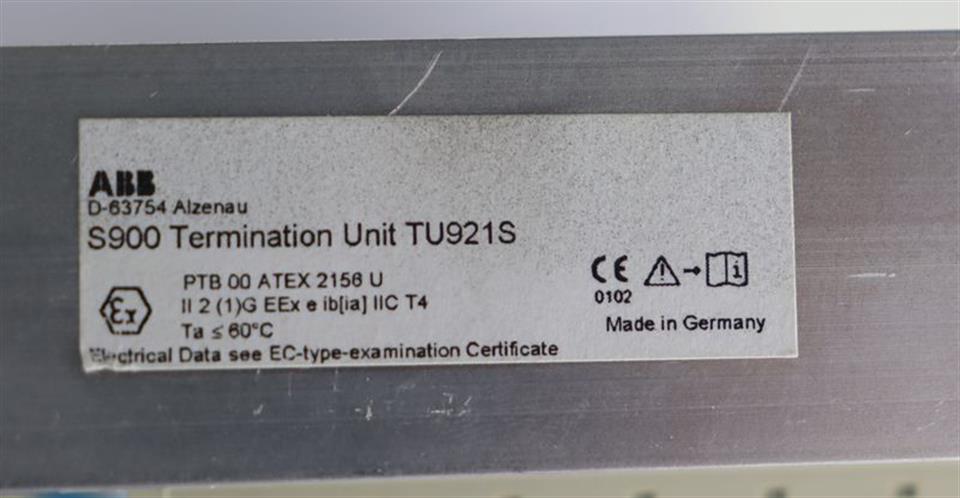 ABB
D-63754 Alzenau
S900 Termination Unit TU921S
Ex
PTB 00 ATEX 2156 U
II 2 (1)G EEx e ib[ia] IIC T4
Ta ≤ 60°C
Electrical Data see EC-type-examination Certificate
CE
0102
i
Made in Germany